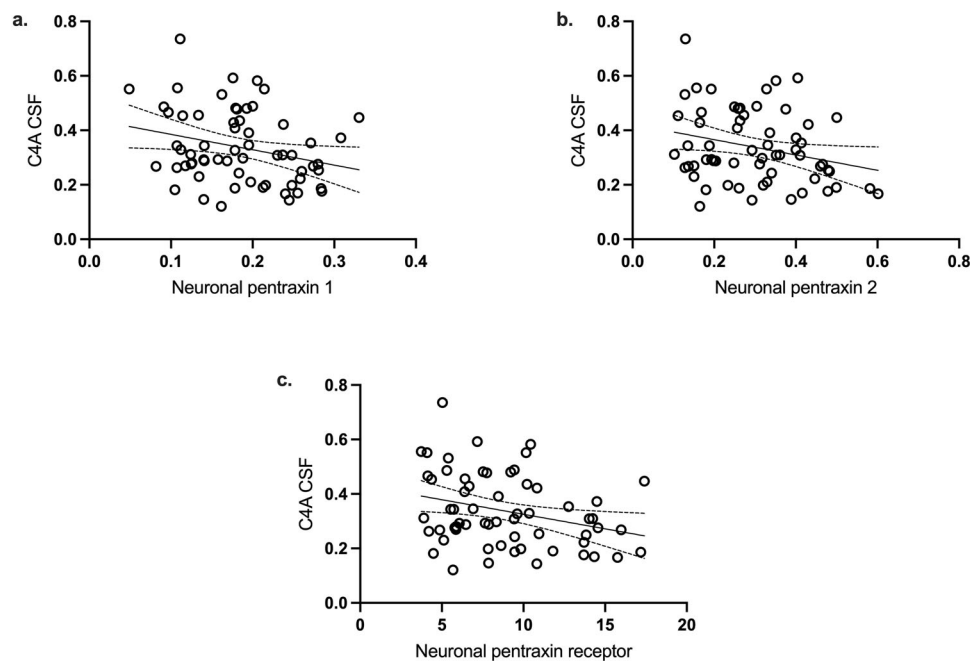 a.
0.8
0.6
0.4
0.2
0.0
C4A CSF
0.0 0.1 0.2 0.3 0.4
Neuronal pentraxin 1
b.
0.8
0.6
0.4
0.2
0.0
C4A CSF
0.0 0.2 0.4 0.6 0.8
Neuronal pentraxin 2
c.
0.8
0.6
0.4
0.2
0.0
C4A CSF
0 5 10 15 20
Neuronal pentraxin receptor